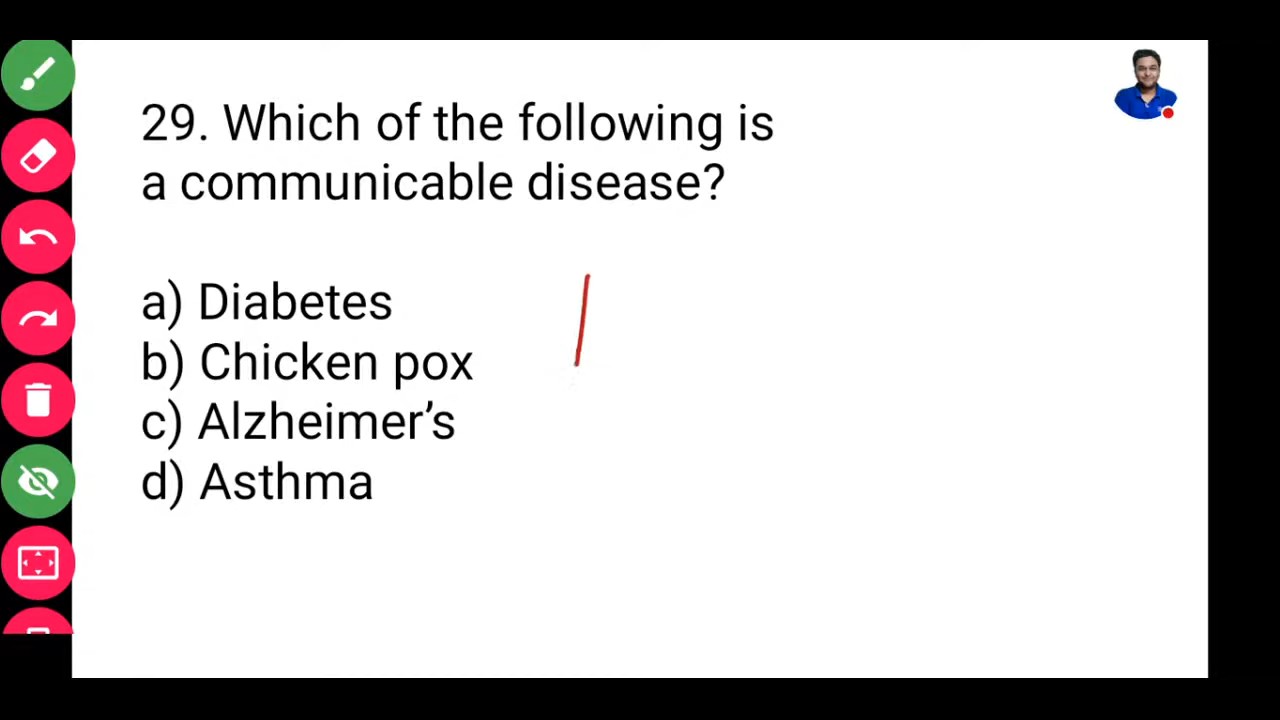 29. Which of the following is
a communicable disease?
a) Diabetes
b) Chicken pox
c) Alzheimer’s
d) Asthma